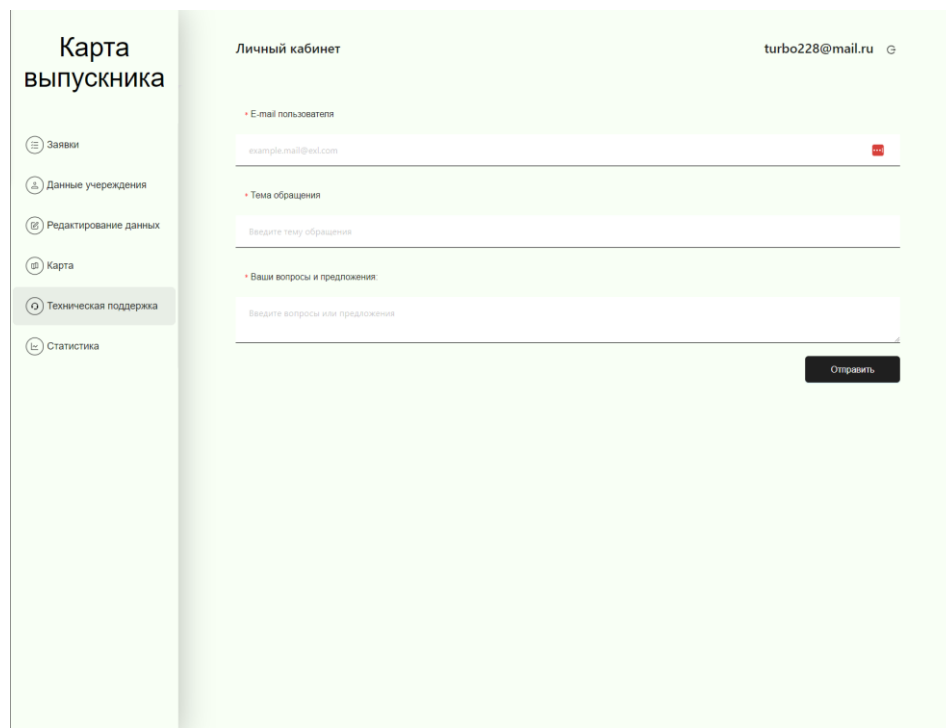 Карта
выпускника
Заявки
Данные учереждения
Редактирование данных
Карта
Техническая поддержка
Статистика
Личный кабинет
turbo228@mail.ru
* E-mail пользователя
example.mail@exl.com
* Тема обращения
Введите тему обращения
* Ваши вопросы и предложения:
Введите вопросы или предложения
Отправить